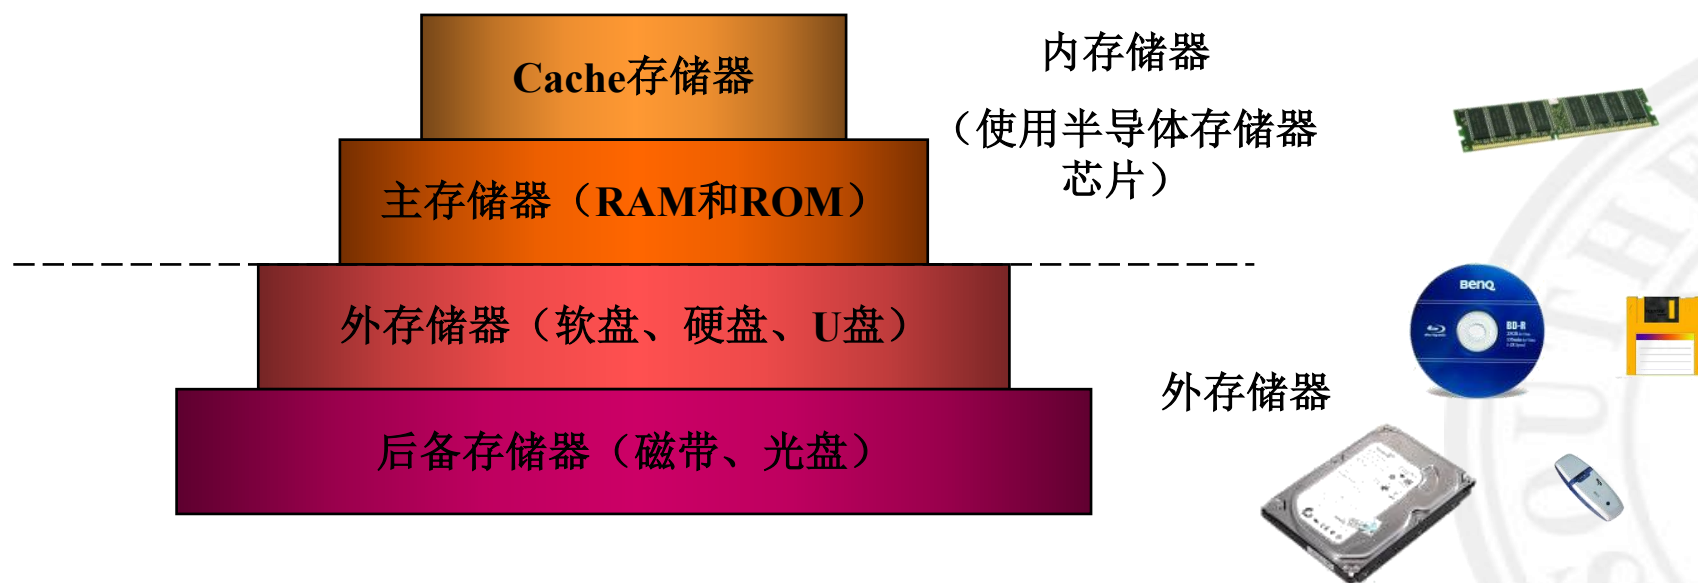 Cache存储器
主存储器（RAM和ROM）
外存储器（软盘、硬盘、U盘）
后备存储器（磁带、光盘）
内存储器
（使用半导体存储器
芯片）
外存储器
BenQ
BD-R
SOUTHE